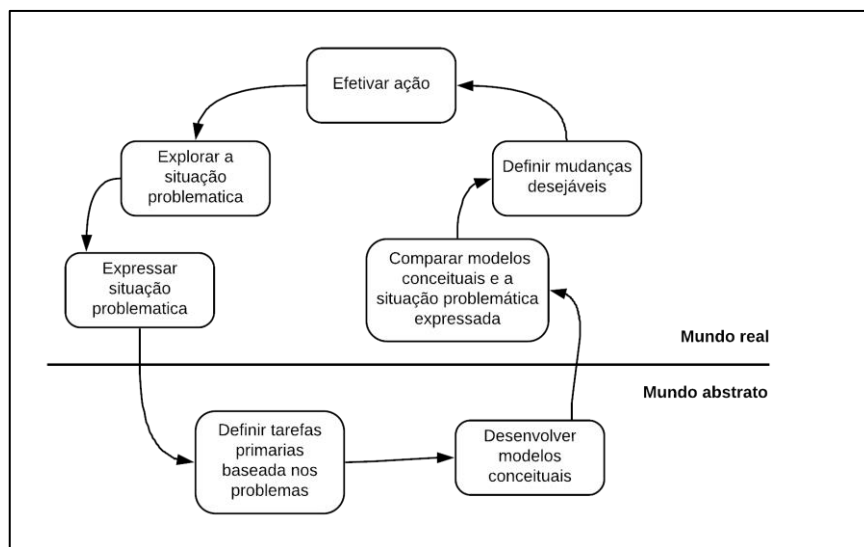 Efetivar ação
Explorar a
situação
problematica
Definir mudanças
desejáveis
Expressar
situação
problematica
Comparar modelos
conceituais e a
situação problemática
expressada
Mundo real
Mundo abstrato
Definir tarefas
primarias
baseada nos
problemas
Desenvolver
modelos
conceituais